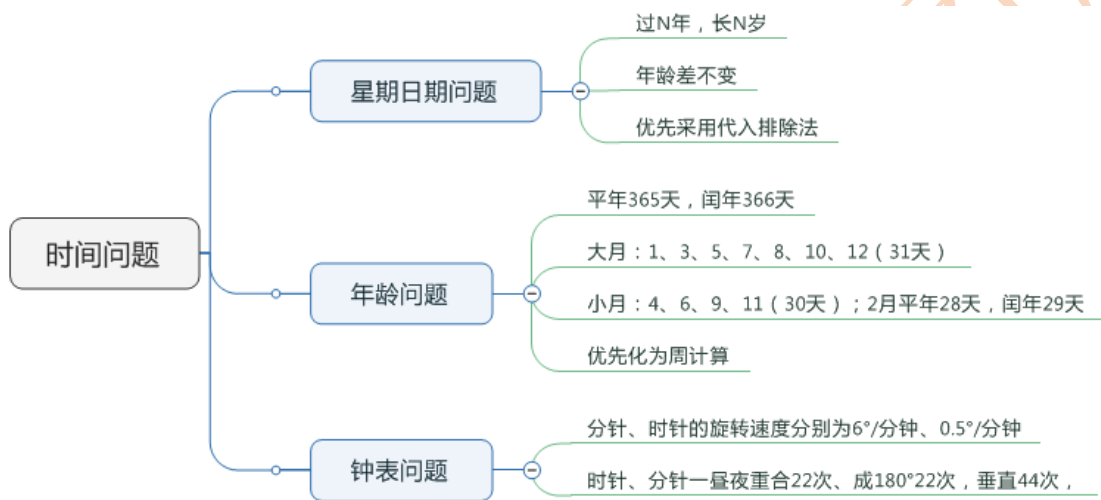 时间问题
星期日期问题
过N年，长N岁
年龄差不变
优先采用代入排除法
年龄问题
平年365天，闰年366天
大月：1、3、5、7、8、10、12（31天）
小月：4、6、9、11（30天）；2月平年28天，闰年29天
优先化为周计算
钟表问题
分针、时针的旋转速度分别为6°/分钟、0.5°/分钟
时针、分针一昼夜重合22次、成180°22次，垂直44次，